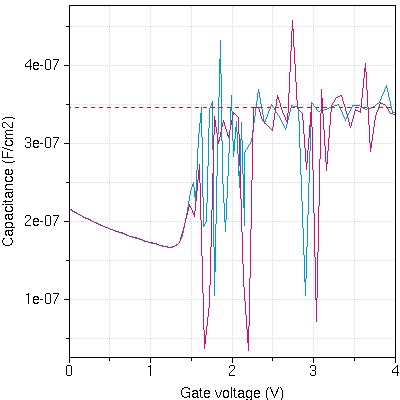 4e-07
3e-07
2e-07
1e-07
Capacitance (F/cm2)
0 1 2 3 4
Gate voltage (V)